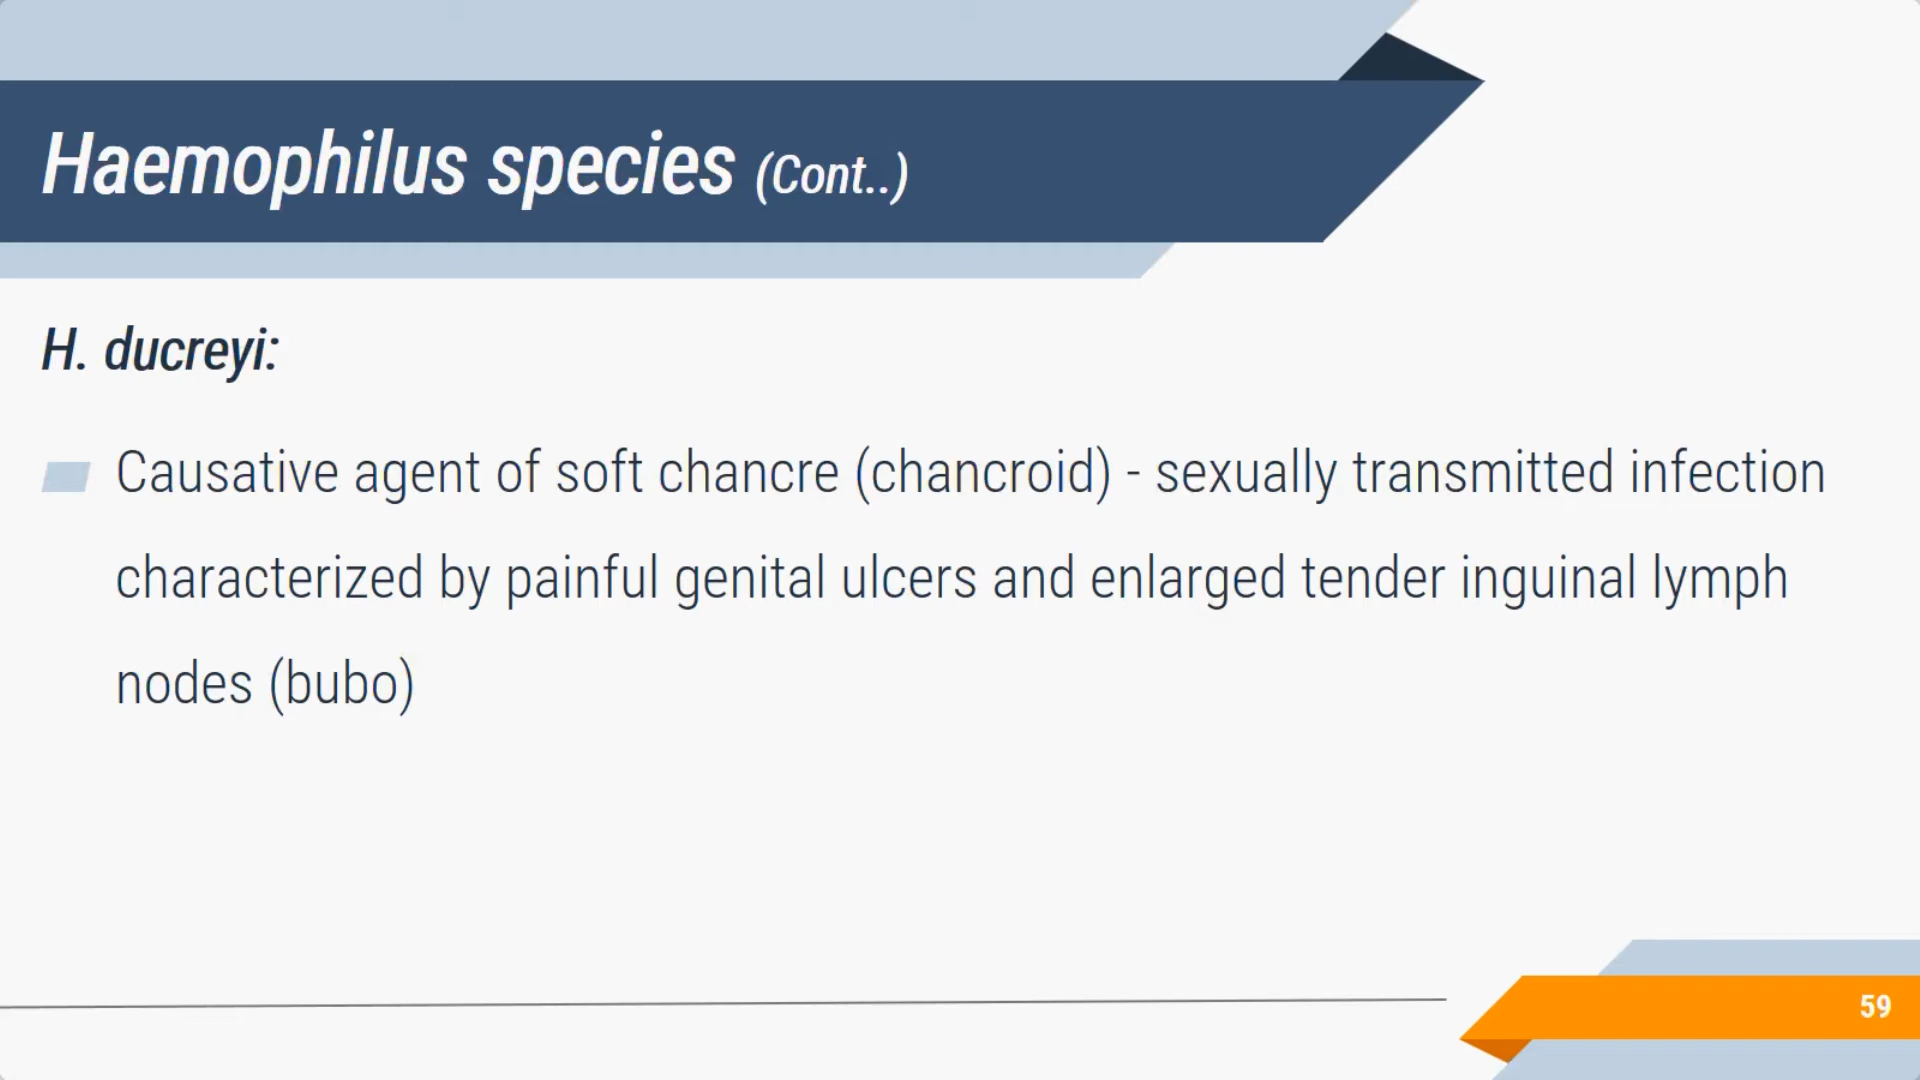 Haemophilus species (Cont..)
H. ducreyi:
Causative agent of soft chancre (chancroid) - sexually transmitted infection
characterized by painful genital ulcers and enlarged tender inguinal lymph
nodes (bubo)
59